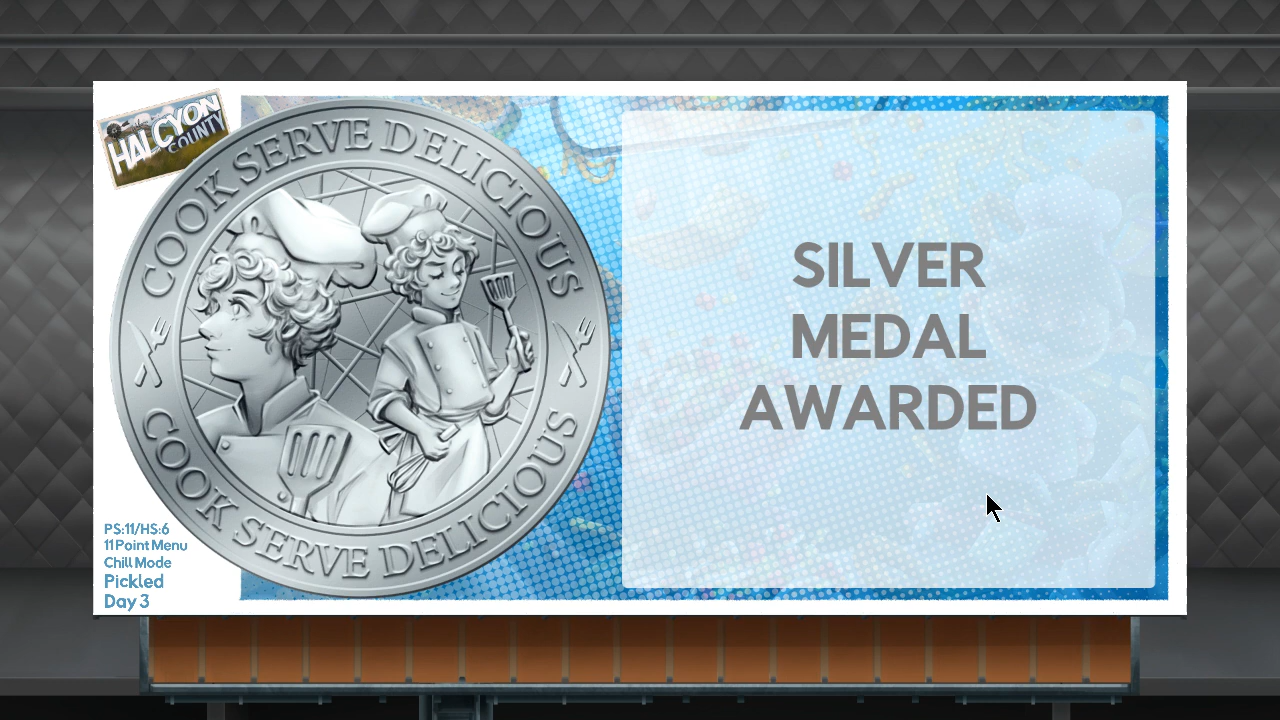 HALCYON
COUNTY
COOK SERVE DELICIOUS
COOK SERVE DELICIOUS
SILVER
MEDAL
AWARDED
PS:11/HS:6
11 Point Menu
Chill Mode
Pickled
Day 3